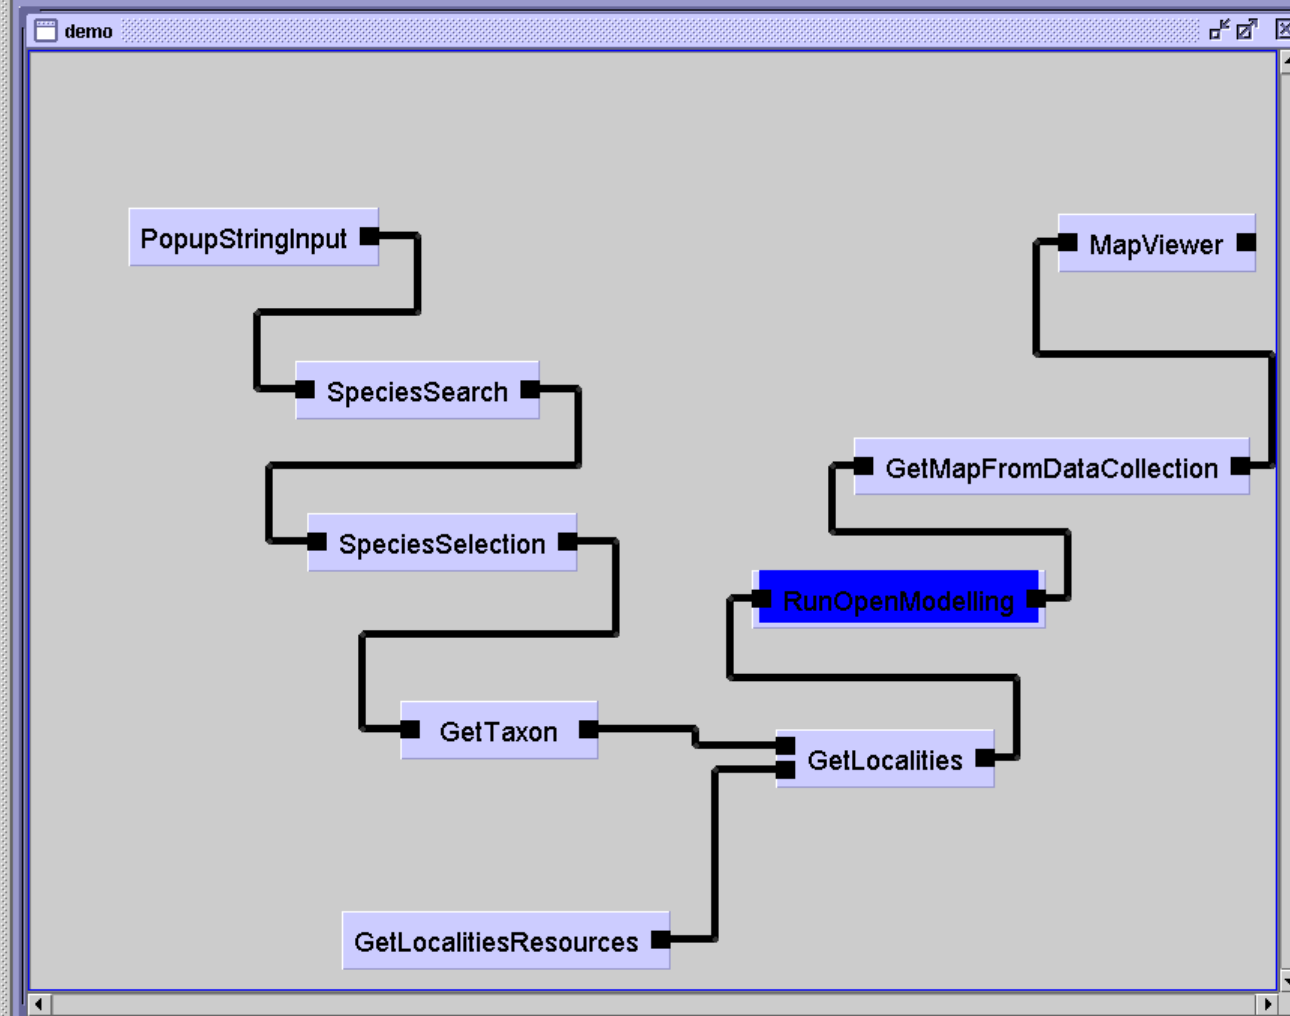 demo
PopupStringInput
MapViewer
SpeciesSearch
GetMapFromDataCollection
SpeciesSelection
RunOpenModelling
GetTaxon
GetLocalities
GetLocalitiesResources